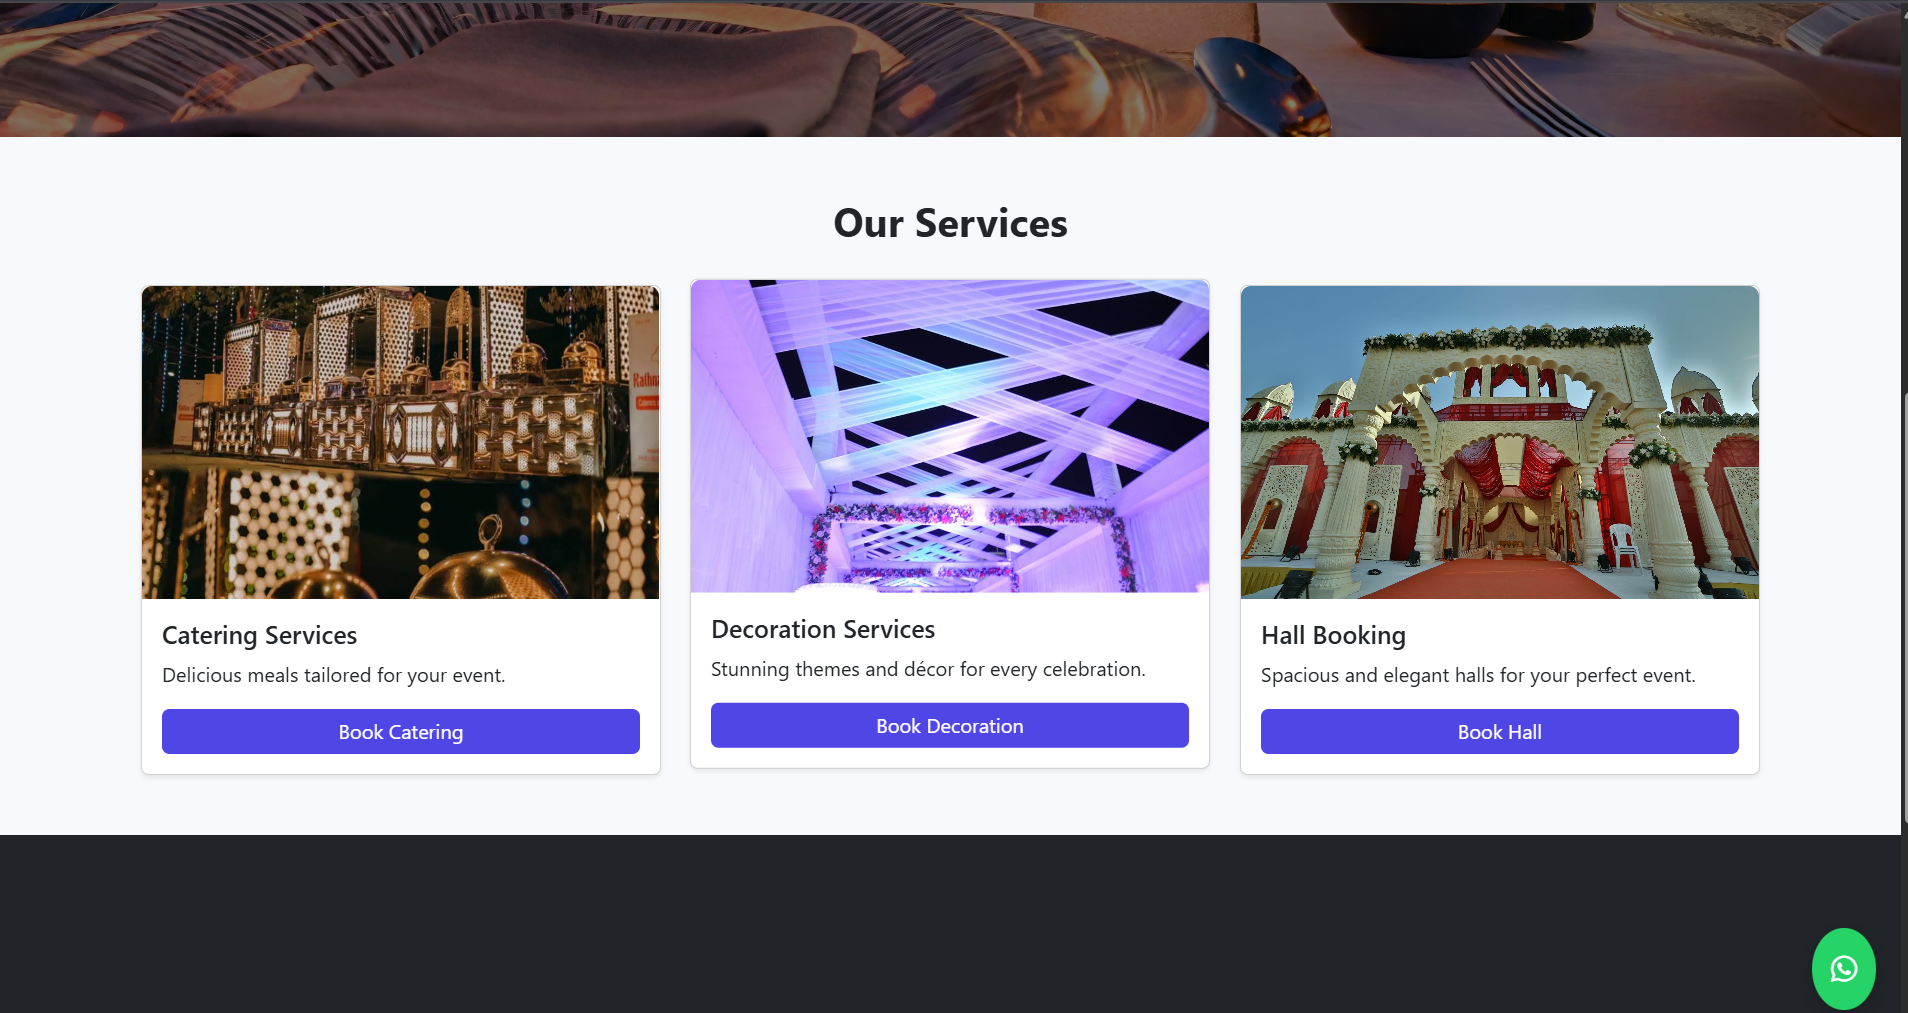 Our Services
Catering Services
Delicious meals tailored for your event.
Book Catering
Decoration Services
Stunning themes and décor for every celebration.
Book Decoration
Hall Booking
Spacious and elegant halls for your perfect event.
Book Hall